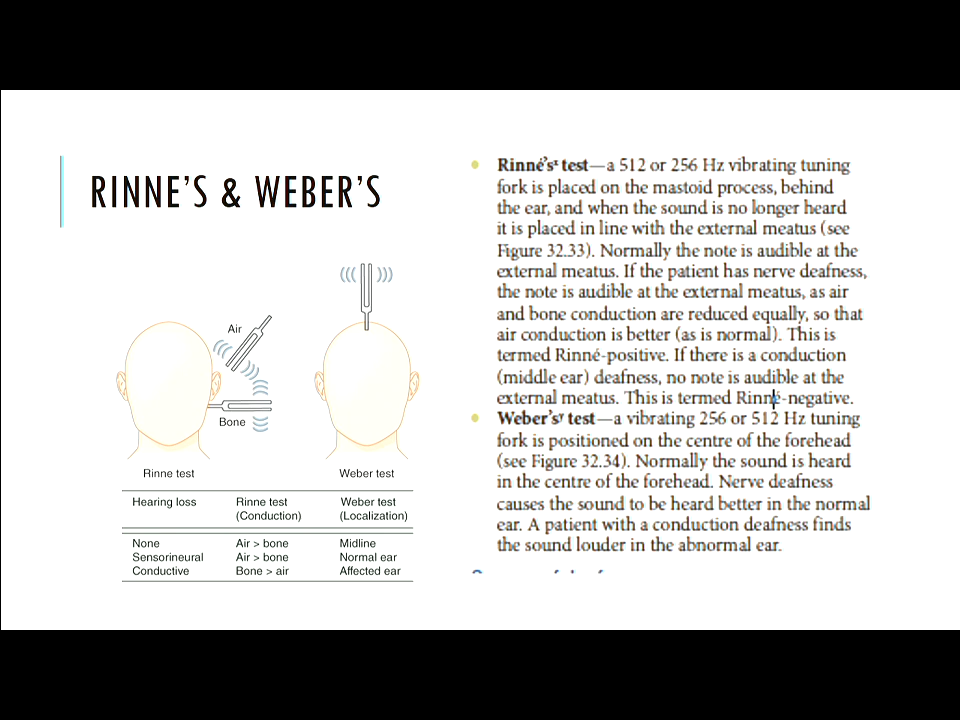 RINNE'S & WEBER'S
Air
Bone
Rinne test
Weber test
Hearing loss Rinne test (Conduction) Weber test (Localization)
None Air > bone Midline
Sensorineural Air > bone Normal ear
Conductive Bone > air Affected ear
• Rinné'sˣ test—a 512 or 256 Hz vibrating tuning
fork is placed on the mastoid process, behind
the ear, and when the sound is no longer heard
it is placed in line with the external meatus (see
Figure 32.33). Normally the note is audible at the
external meatus. If the patient has nerve deafness,
the note is audible at the external meatus, as air
and bone conduction are reduced equally, so that
air conduction is better (as is normal). This is
termed Rinné-positive. If there is a conduction
(middle ear) deafness, no note is audible at the
external meatus. This is termed Rinné-negative.
• Weber'sʸ test—a vibrating 256 or 512 Hz tuning
fork is positioned on the centre of the forehead
(see Figure 32.34). Normally the sound is heard
in the centre of the forehead. Nerve deafness
causes the sound to be heard better in the normal
ear. A patient with a conduction deafness finds
the sound louder in the abnormal ear.